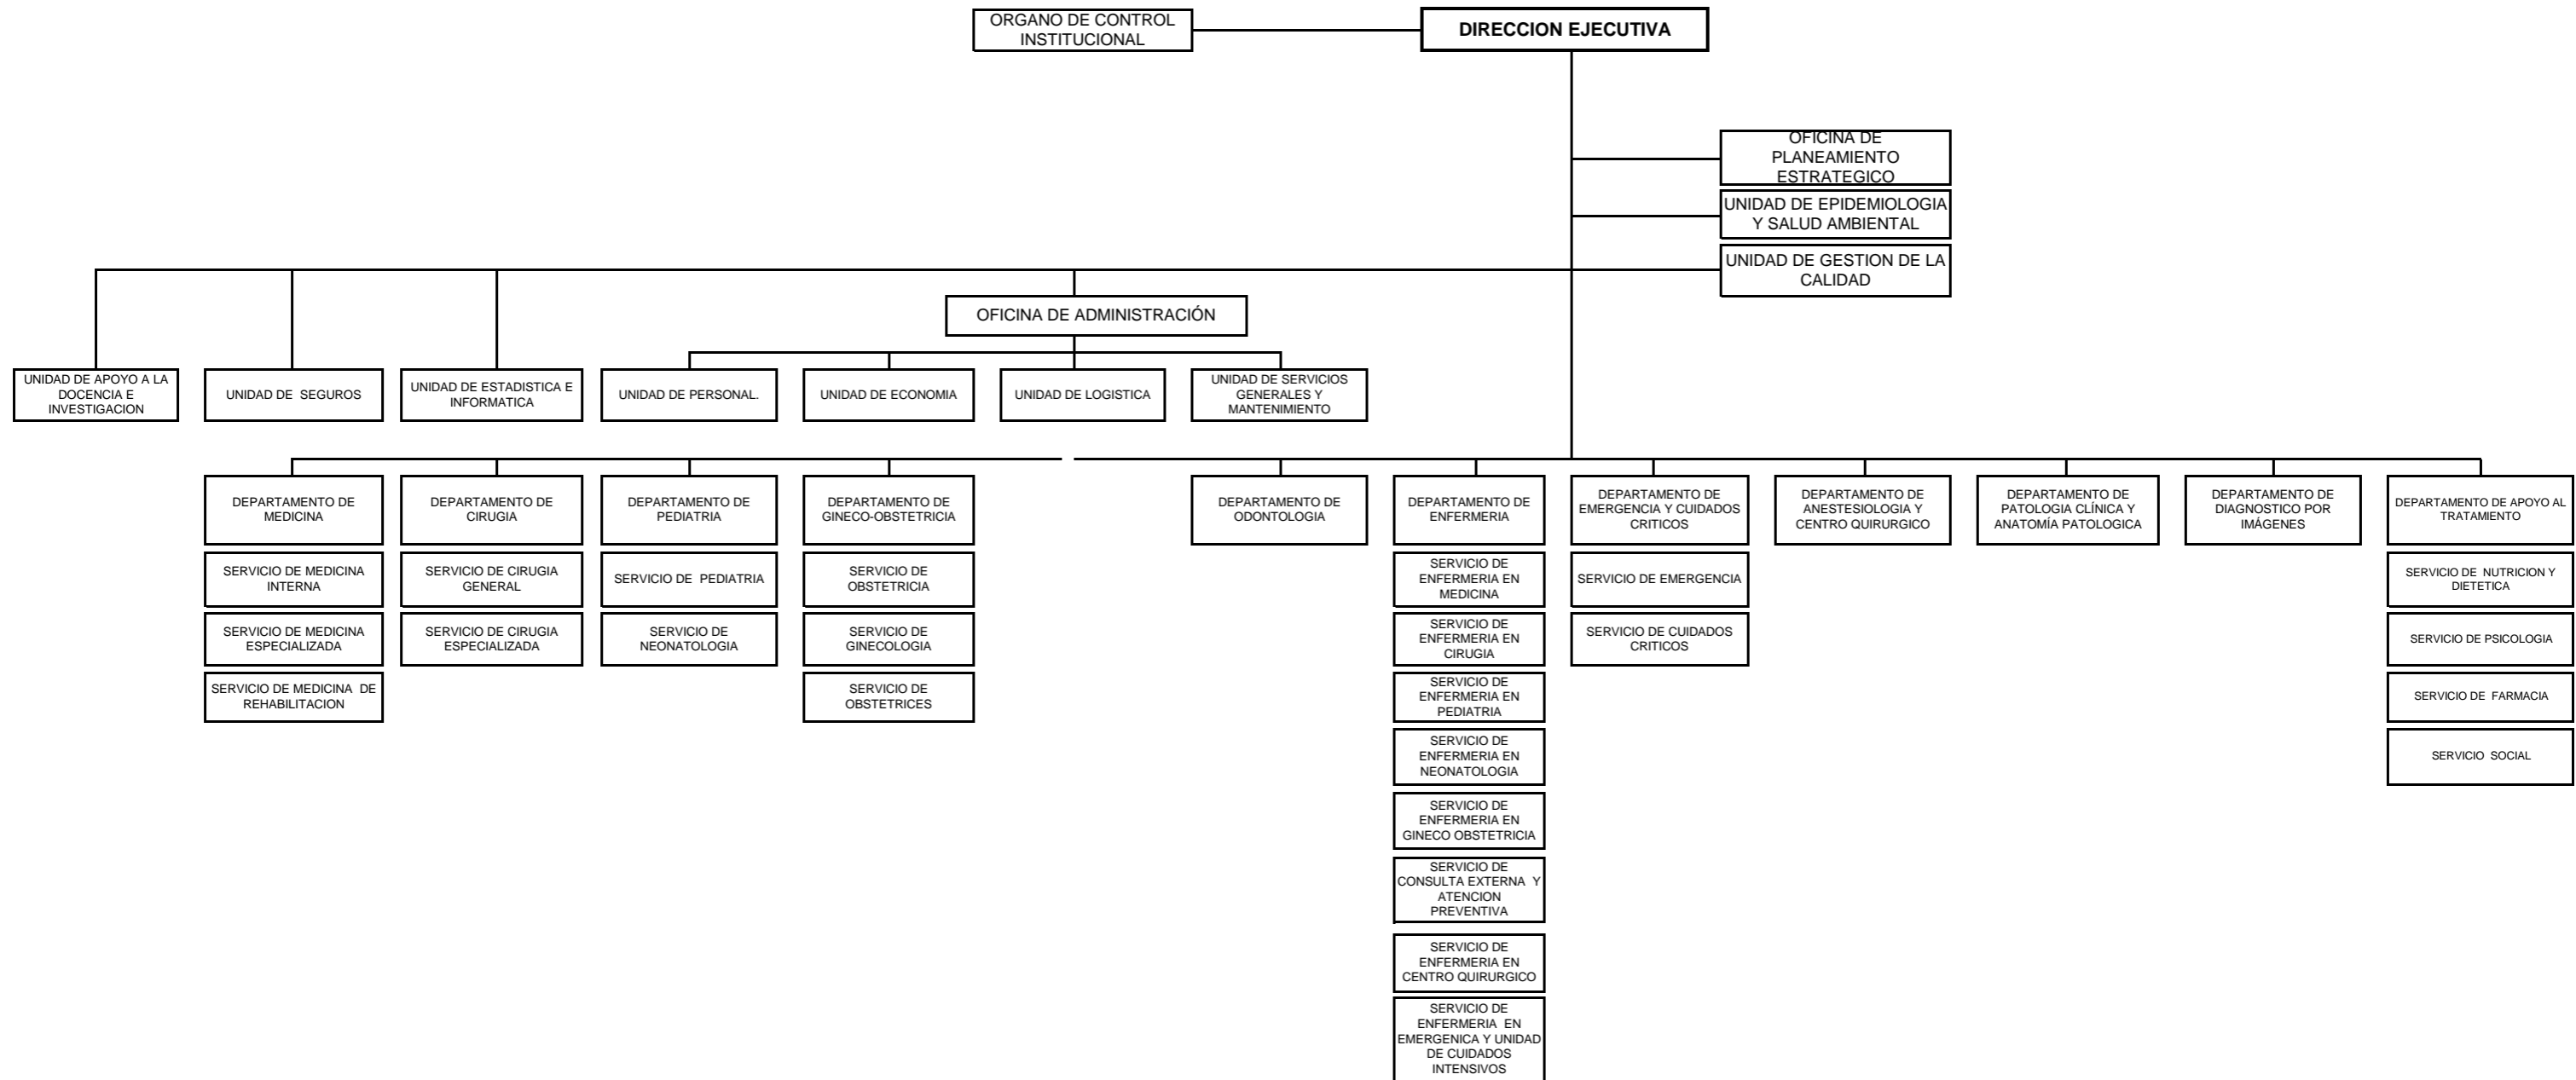 ORGANO DE CONTROL
INSTITUCIONAL
DIRECCION EJECUTIVA
OFICINA DE
PLANEAMIENTO
ESTRATEGICO
UNIDAD DE EPIDEMIOLOGIA
Y SALUD AMBIENTAL
UNIDAD DE GESTION DE LA
CALIDAD
OFICINA DE ADMINISTRACIÓN
UNIDAD DE APOYO A LA
DOCENCIA E
INVESTIGACION
UNIDAD DE SEGUROS
UNIDAD DE ESTADISTICA E
INFORMATICA
UNIDAD DE PERSONAL.
UNIDAD DE ECONOMIA
UNIDAD DE LOGISTICA
UNIDAD DE SERVICIOS
GENERALES Y
MANTENIMIENTO
DEPARTAMENTO DE
MEDICINA
SERVICIO DE MEDICINA
INTERNA
SERVICIO DE MEDICINA
ESPECIALIZADA
SERVICIO DE MEDICINA DE
REHABILITACION
DEPARTAMENTO DE
CIRUGIA
SERVICIO DE CIRUGIA
GENERAL
SERVICIO DE CIRUGIA
ESPECIALIZADA
DEPARTAMENTO DE
PEDIATRIA
SERVICIO DE PEDIATRIA
SERVICIO DE
NEONATOLOGIA
DEPARTAMENTO DE
GINECO-OBSTETRICIA
SERVICIO DE
OBSTETRICIA
SERVICIO DE
GINECOLOGIA
SERVICIO DE
OBSTETRICES
DEPARTAMENTO DE
ODONTOLOGIA
DEPARTAMENTO DE
ENFERMERIA
SERVICIO DE
ENFERMERIA EN
MEDICINA
SERVICIO DE
ENFERMERIA EN
CIRUGIA
SERVICIO DE
ENFERMERIA EN
PEDIATRIA
SERVICIO DE
ENFERMERIA EN
NEONATOLOGIA
SERVICIO DE
ENFERMERIA EN
GINECO OBSTETRICIA
SERVICIO DE
CONSULTA EXTERNA Y
ATENCION
PREVENTIVA
SERVICIO DE
ENFERMERIA EN
CENTRO QUIRURGICO
SERVICIO DE
ENFERMERIA EN
EMERGENICA Y UNIDAD
DE CUIDADOS
INTENSIVOS
DEPARTAMENTO DE
EMERGENCIA Y CUIDADOS
CRITICOS
SERVICIO DE EMERGENCIA
SERVICIO DE CUIDADOS
CRITICOS
DEPARTAMENTO DE
ANESTESIOLOGIA Y
CENTRO QUIRURGICO
DEPARTAMENTO DE
PATOLOGIA CLÍNICA Y
ANATOMÍA PATOLOGICA
DEPARTAMENTO DE
DIAGNOSTICO POR
IMÁGENES
DEPARTAMENTO DE APOYO AL
TRATAMIENTO
SERVICIO DE NUTRICION Y
DIETETICA
SERVICIO DE PSICOLOGIA
SERVICIO DE FARMACIA
SERVICIO SOCIAL